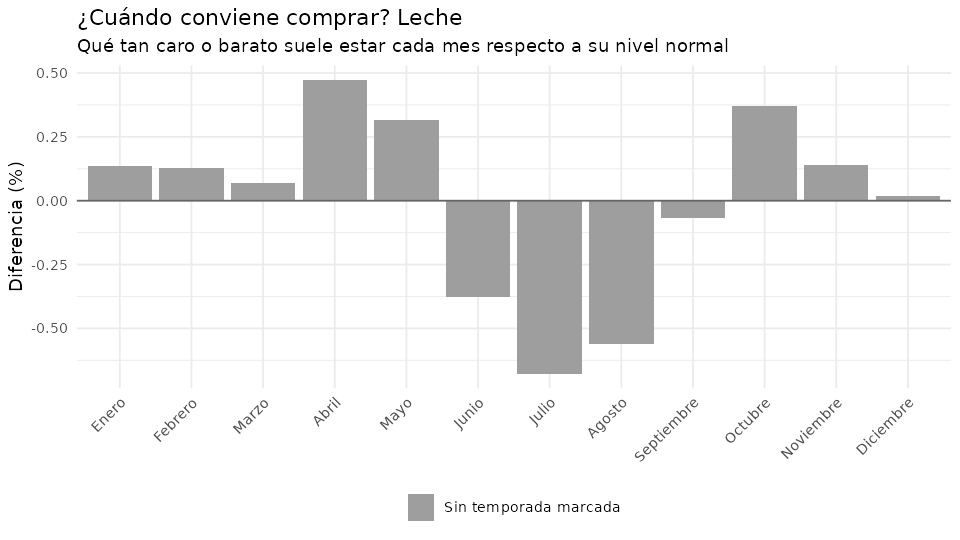 ¿Cuándo conviene comprar? Leche
Qué tan caro o barato suele estar cada mes respecto a su nivel normal
Diferencia (%)
0.50
0.25
0.00
-0.25
-0.50
Enero
Febrero
Marzo
Abril
Mayo
Junio
Julio
Agosto
Septiembre
Octubre
Noviembre
Diciembre
Sin temporada marcada